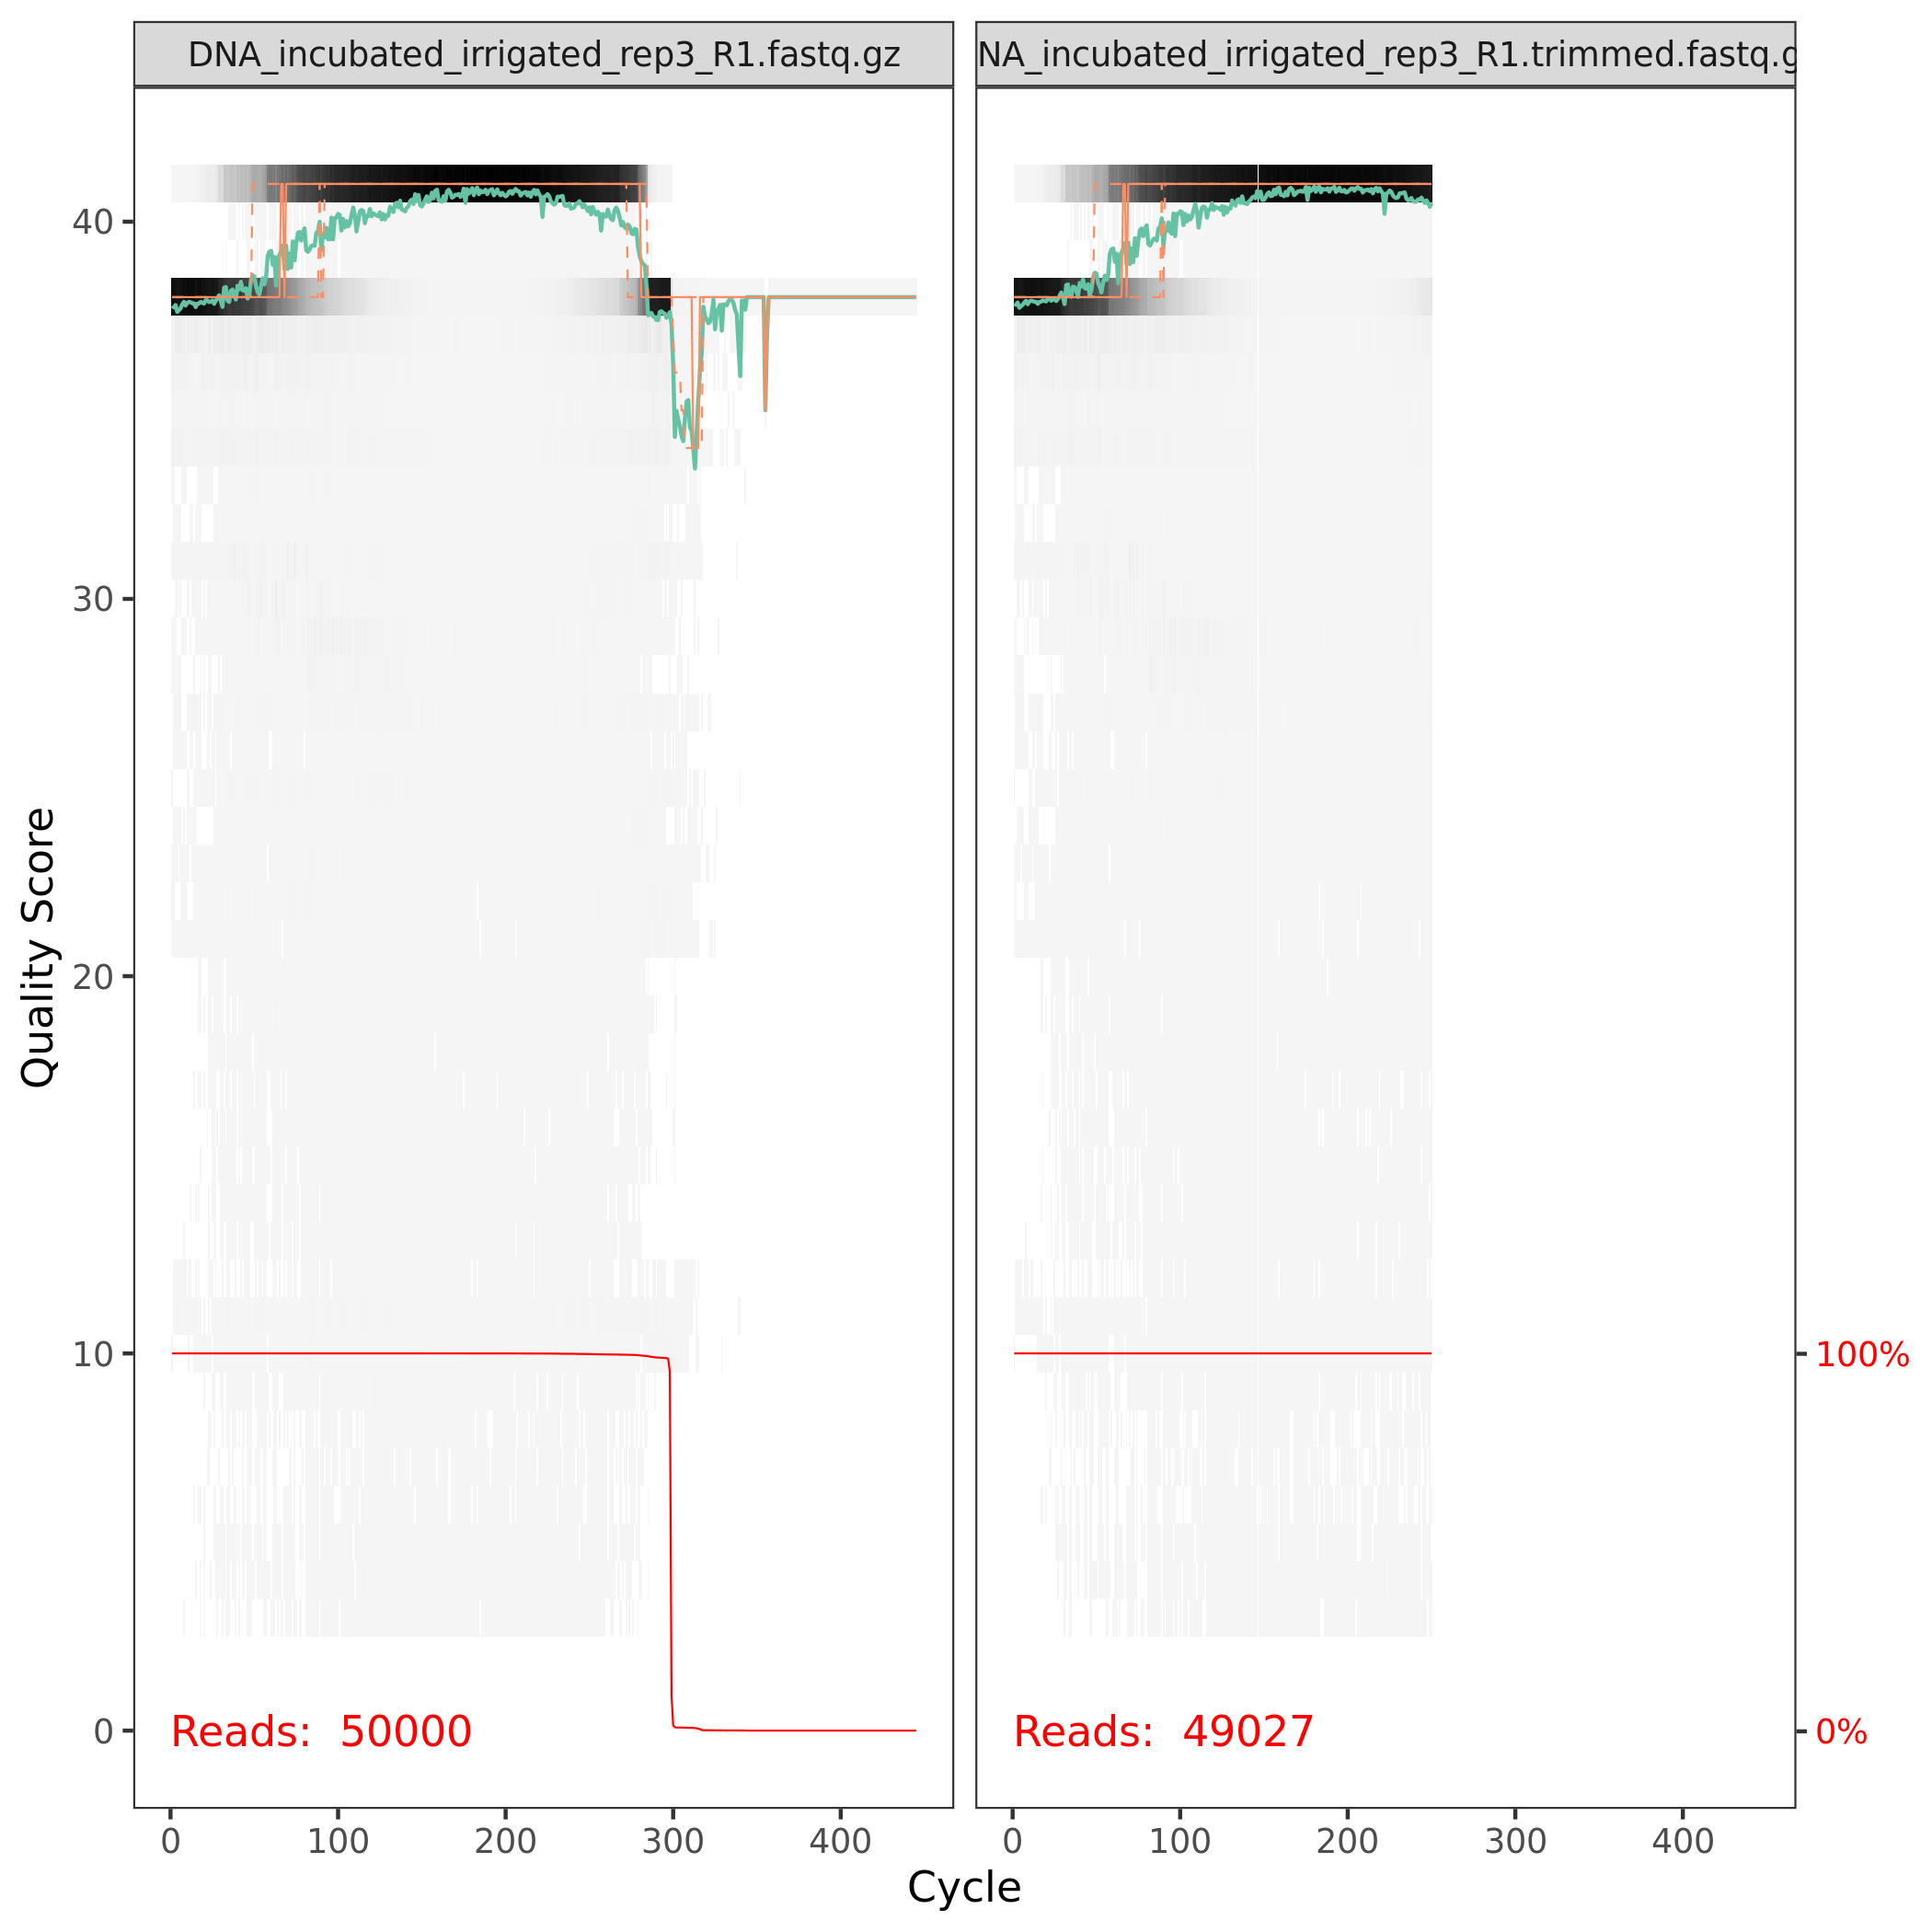 DNA_incubated_irrigated_rep3_R1.fastq.gz
NA_incubated_irrigated_rep3_R1.trimmed.fastq.g
Quality Score
40
30
20
10
0
100%
0%
Reads: 50000
Reads: 49027
0 100 200 300 400
0 100 200 300 400
Cycle